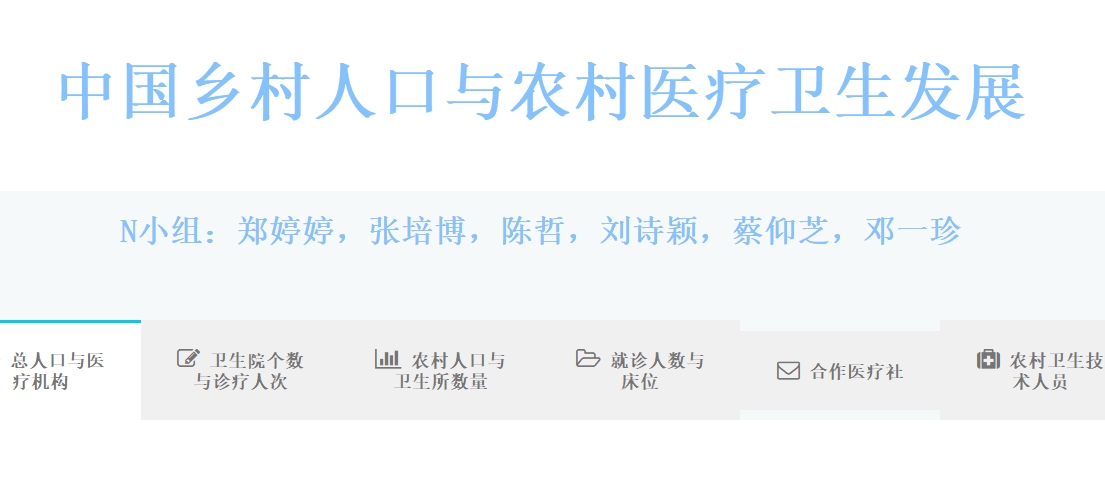 中国乡村人口与农村医疗卫生发展
N小组：郑婷婷，张培博，陈哲，刘诗颖，蔡仰芝，邓一珍
总人口与医
疗机构
卫生院个数
与诊疗人次
农村人口与
卫生所数量
就诊人数与
床位
合作医疗社
农村卫生技
术人员